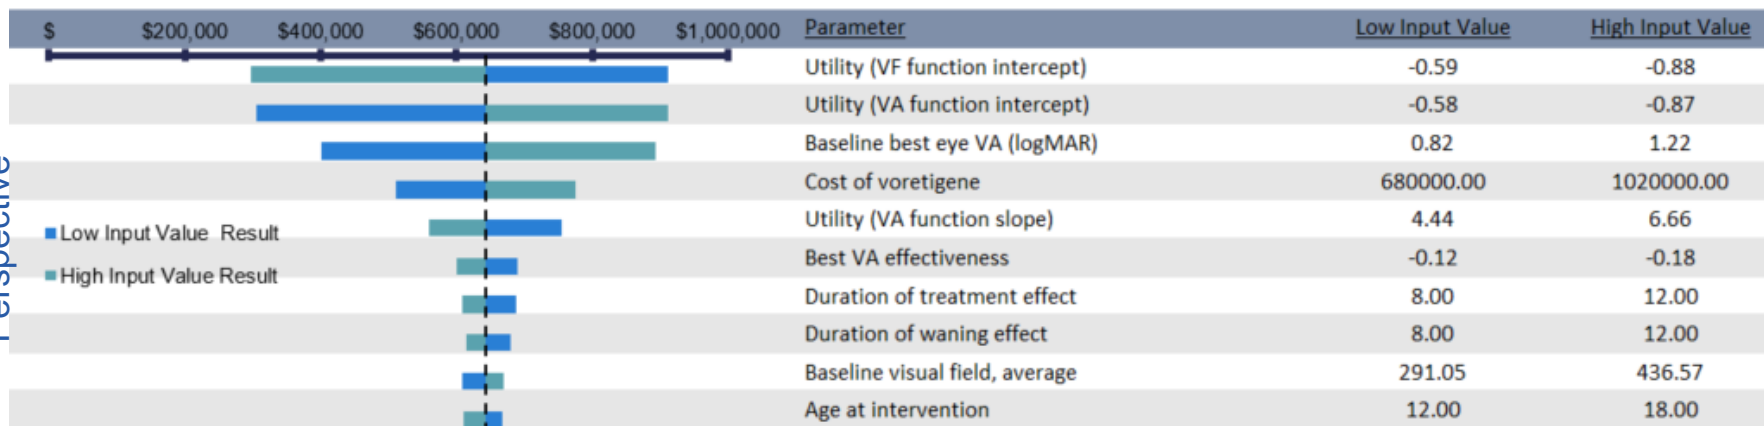 $ $200,000 $400,000 $600,000 $800,000 $1,000,000 Parameter Low Input Value High Input Value
Utility (VF function intercept) -0.59 -0.88
Utility (VA function intercept) -0.58 -0.87
Baseline best eye VA (logMAR) 0.82 1.22
Cost of voretigene 680000.00 1020000.00
Utility (VA function slope) 4.44 6.66
Best VA effectiveness -0.12 -0.18
Duration of treatment effect 8.00 12.00
Duration of waning effect 8.00 12.00
Baseline visual field, average 291.05 436.57
Age at intervention 12.00 18.00
Low Input Value Result
High Input Value Result
Perspective